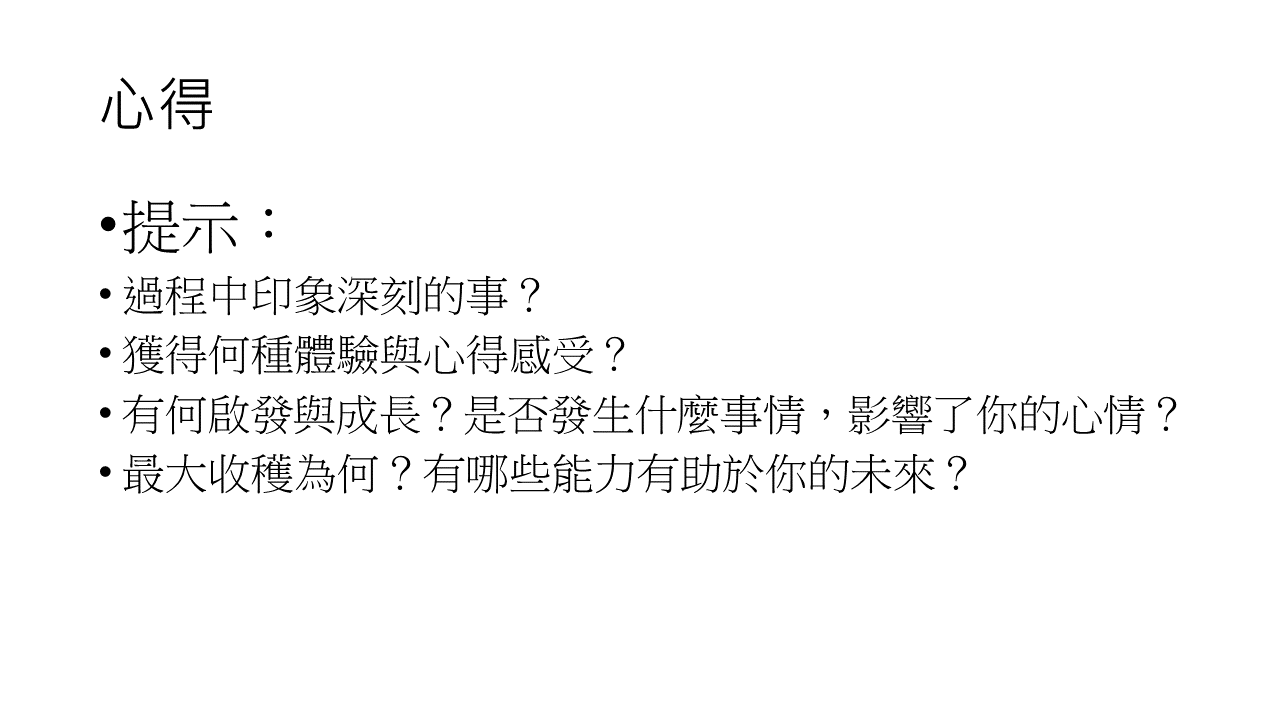 心得
•提示：
•過程中印象深刻的事？
•獲得何種體驗與心得感受？
•有何啟發與成長？是否發生什麼事情，影響了你的心情？
•最大收穫為何？有哪些能力有助於你的未來？